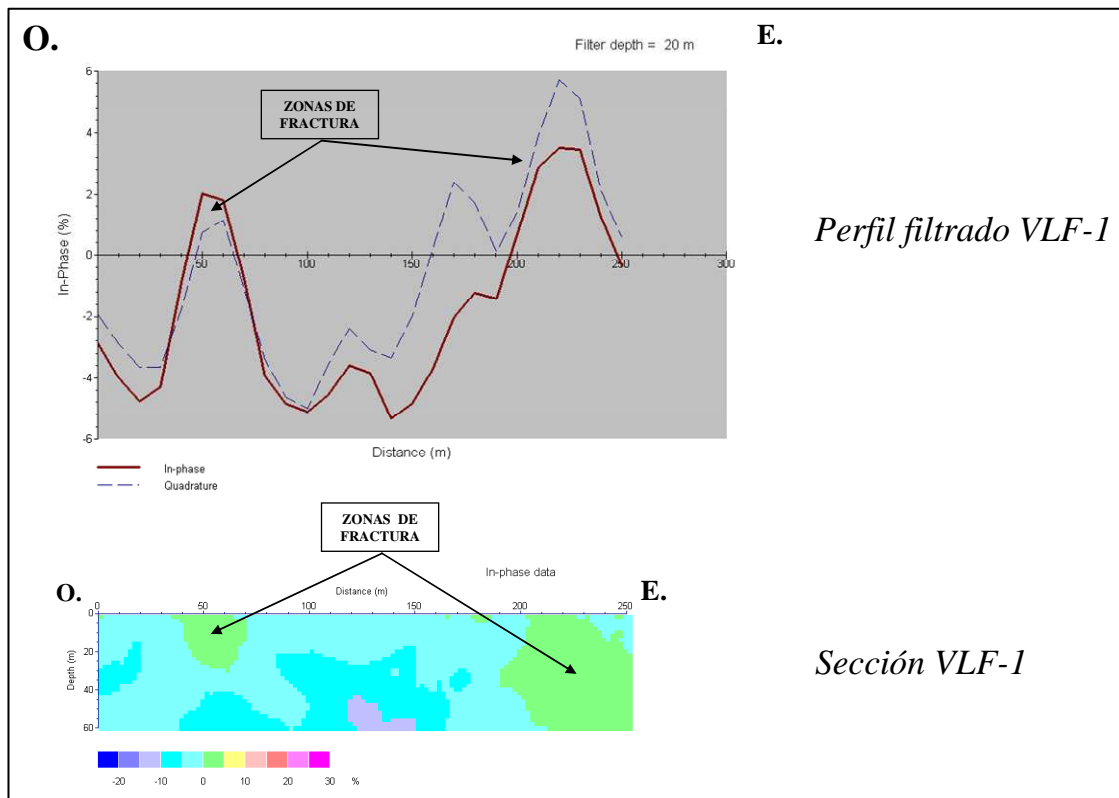 O.
E.
Filter depth = 20 m
6
4
2
0
-2
-4
-6
50
100
150
200
250
300
In-Phase (%)
ZONAS DE
FRACTURA
Distance (m)
In-phase
Quadrature
Perfil filtrado VLF-1
ZONAS DE
FRACTURA
In-phase data
O.
E.
Distance (m)
0
50
100
150
200
250
0
20
40
60
Depth (m)
-20
-10
0
10
20
30
%
Sección VLF-1